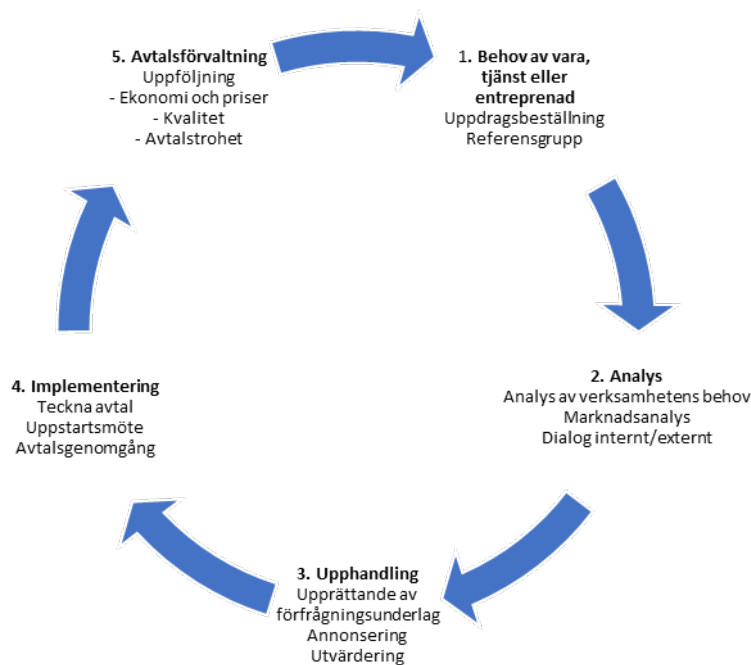 1. Behov av vara,
tjänst eller
entreprenad
Uppdragsbeställning
Referensgrupp
2. Analys
Analys av verksamhetens behov
Marknadsanalys
Dialog internt/externt
3. Upphandling
Upprättande av
förfrågningsunderlag
Annonsering
Utvärdering
4. Implementering
Teckna avtal
Uppstartsmöte
Avtalsgenomgång
5. Avtalsförvaltning
Uppföljning
- Ekonomi och priser
- Kvalitet
- Avtalstrohet